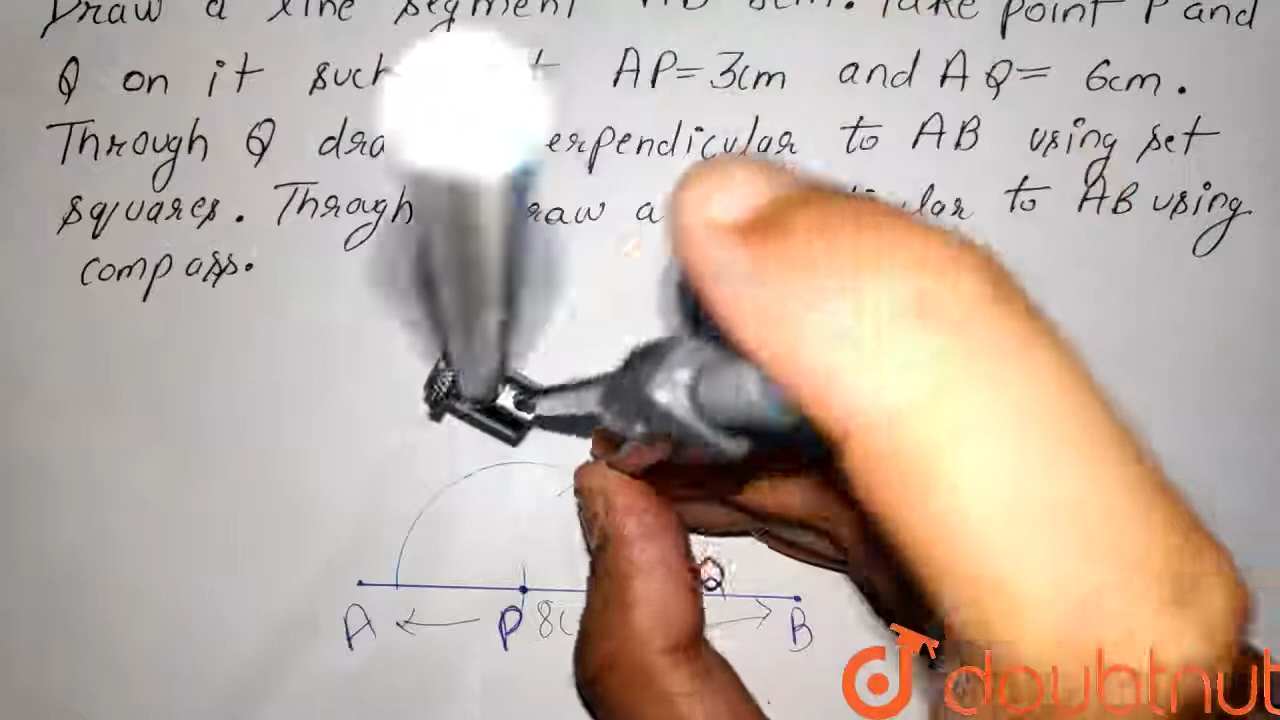 Draw a line segment AB 8cm. Take point P and
Q on it such AP=3cm and AQ= 6cm.
Through Q dra erpendicular to AB using set
squares. Through raw a cular to AB using
compass.
Q
A P 8c B
doubtnut